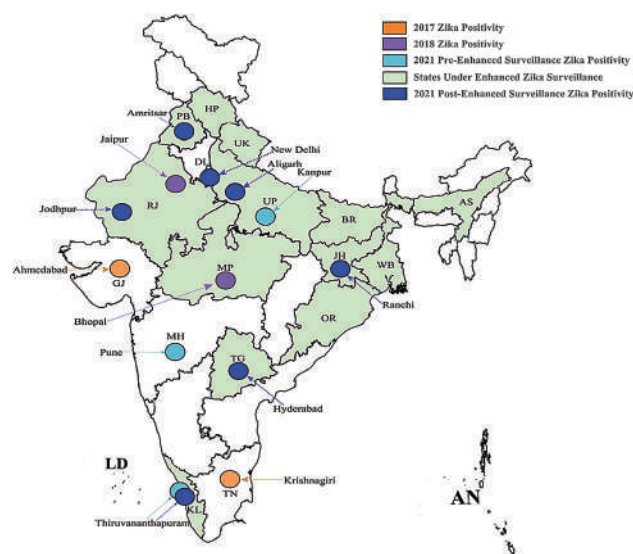 2017 Zika Positivity
2018 Zika Positivity
2021 Pre-Enhanced Surveillance Zika Positivity
States Under Enhanced Zika Surveillance
2021 Post-Enhanced Surveillance Zika Positivity
HP
Amritsar
PB
UK
Jaipur
DL
New Delhi
Aligarh
Kanpur
RJ
UP
AS
Jodhpur
BR
Ahmedabad
GJ
MP
JH
WB
Ranchi
Bhopal
OR
MH
Pune
TG
Hyderabad
LD
Krishnagiri
TN
AN
KL
Thiruvananthapuram